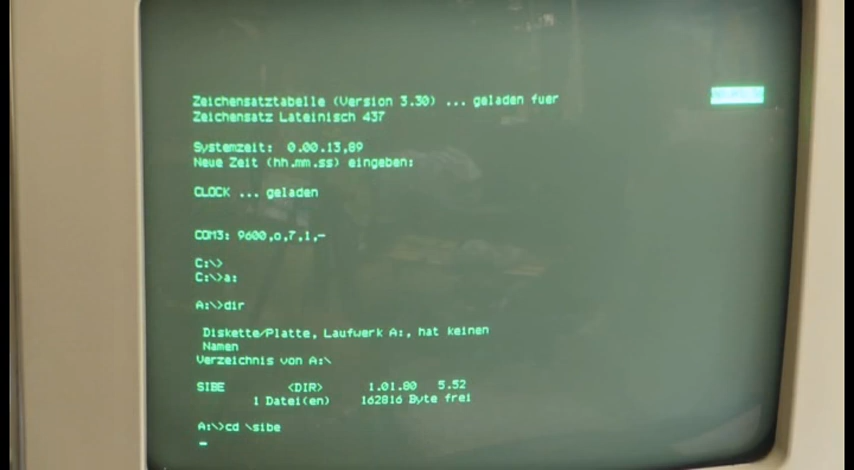 Zeichensatztabelle (Version 3.30) ... geladen fuer
Zeichensatz Lateinisch 437
Systemzeit:  0.00.13,89
Neue Zeit (hh.mm.ss) eingeben:
CLOCK ... geladen
COM3: 9600,o,7,1,-
C:\>
C:\>a:
A:\>dir
Diskette/Platte, Laufwerk A:, hat keinen
Namen
Verzeichnis von A:\
SIBE         <DIR>      1.01.80   5.52
1 Datei(en)    162816 Byte frei
A:\>cd \sibe